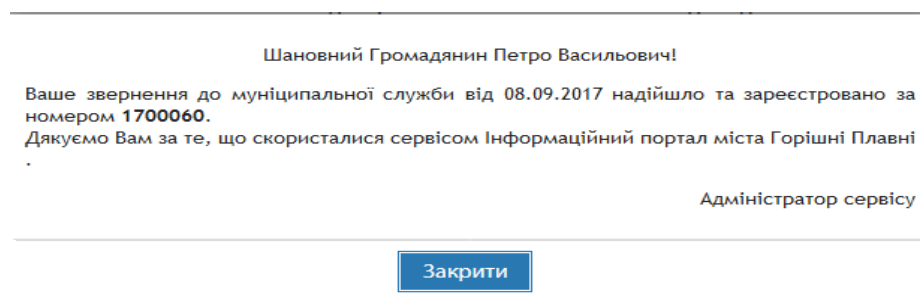 Шановний Громадянин Петро Васильович!
Ваше звернення до муніципальної служби від 08.09.2017 надійшло та зареєстровано за
номером 1700060.
Дякуємо Вам за те, що скористалися сервісом Інформаційний портал міста Горішні Плавні
.
Адміністратор сервісу
Закрити